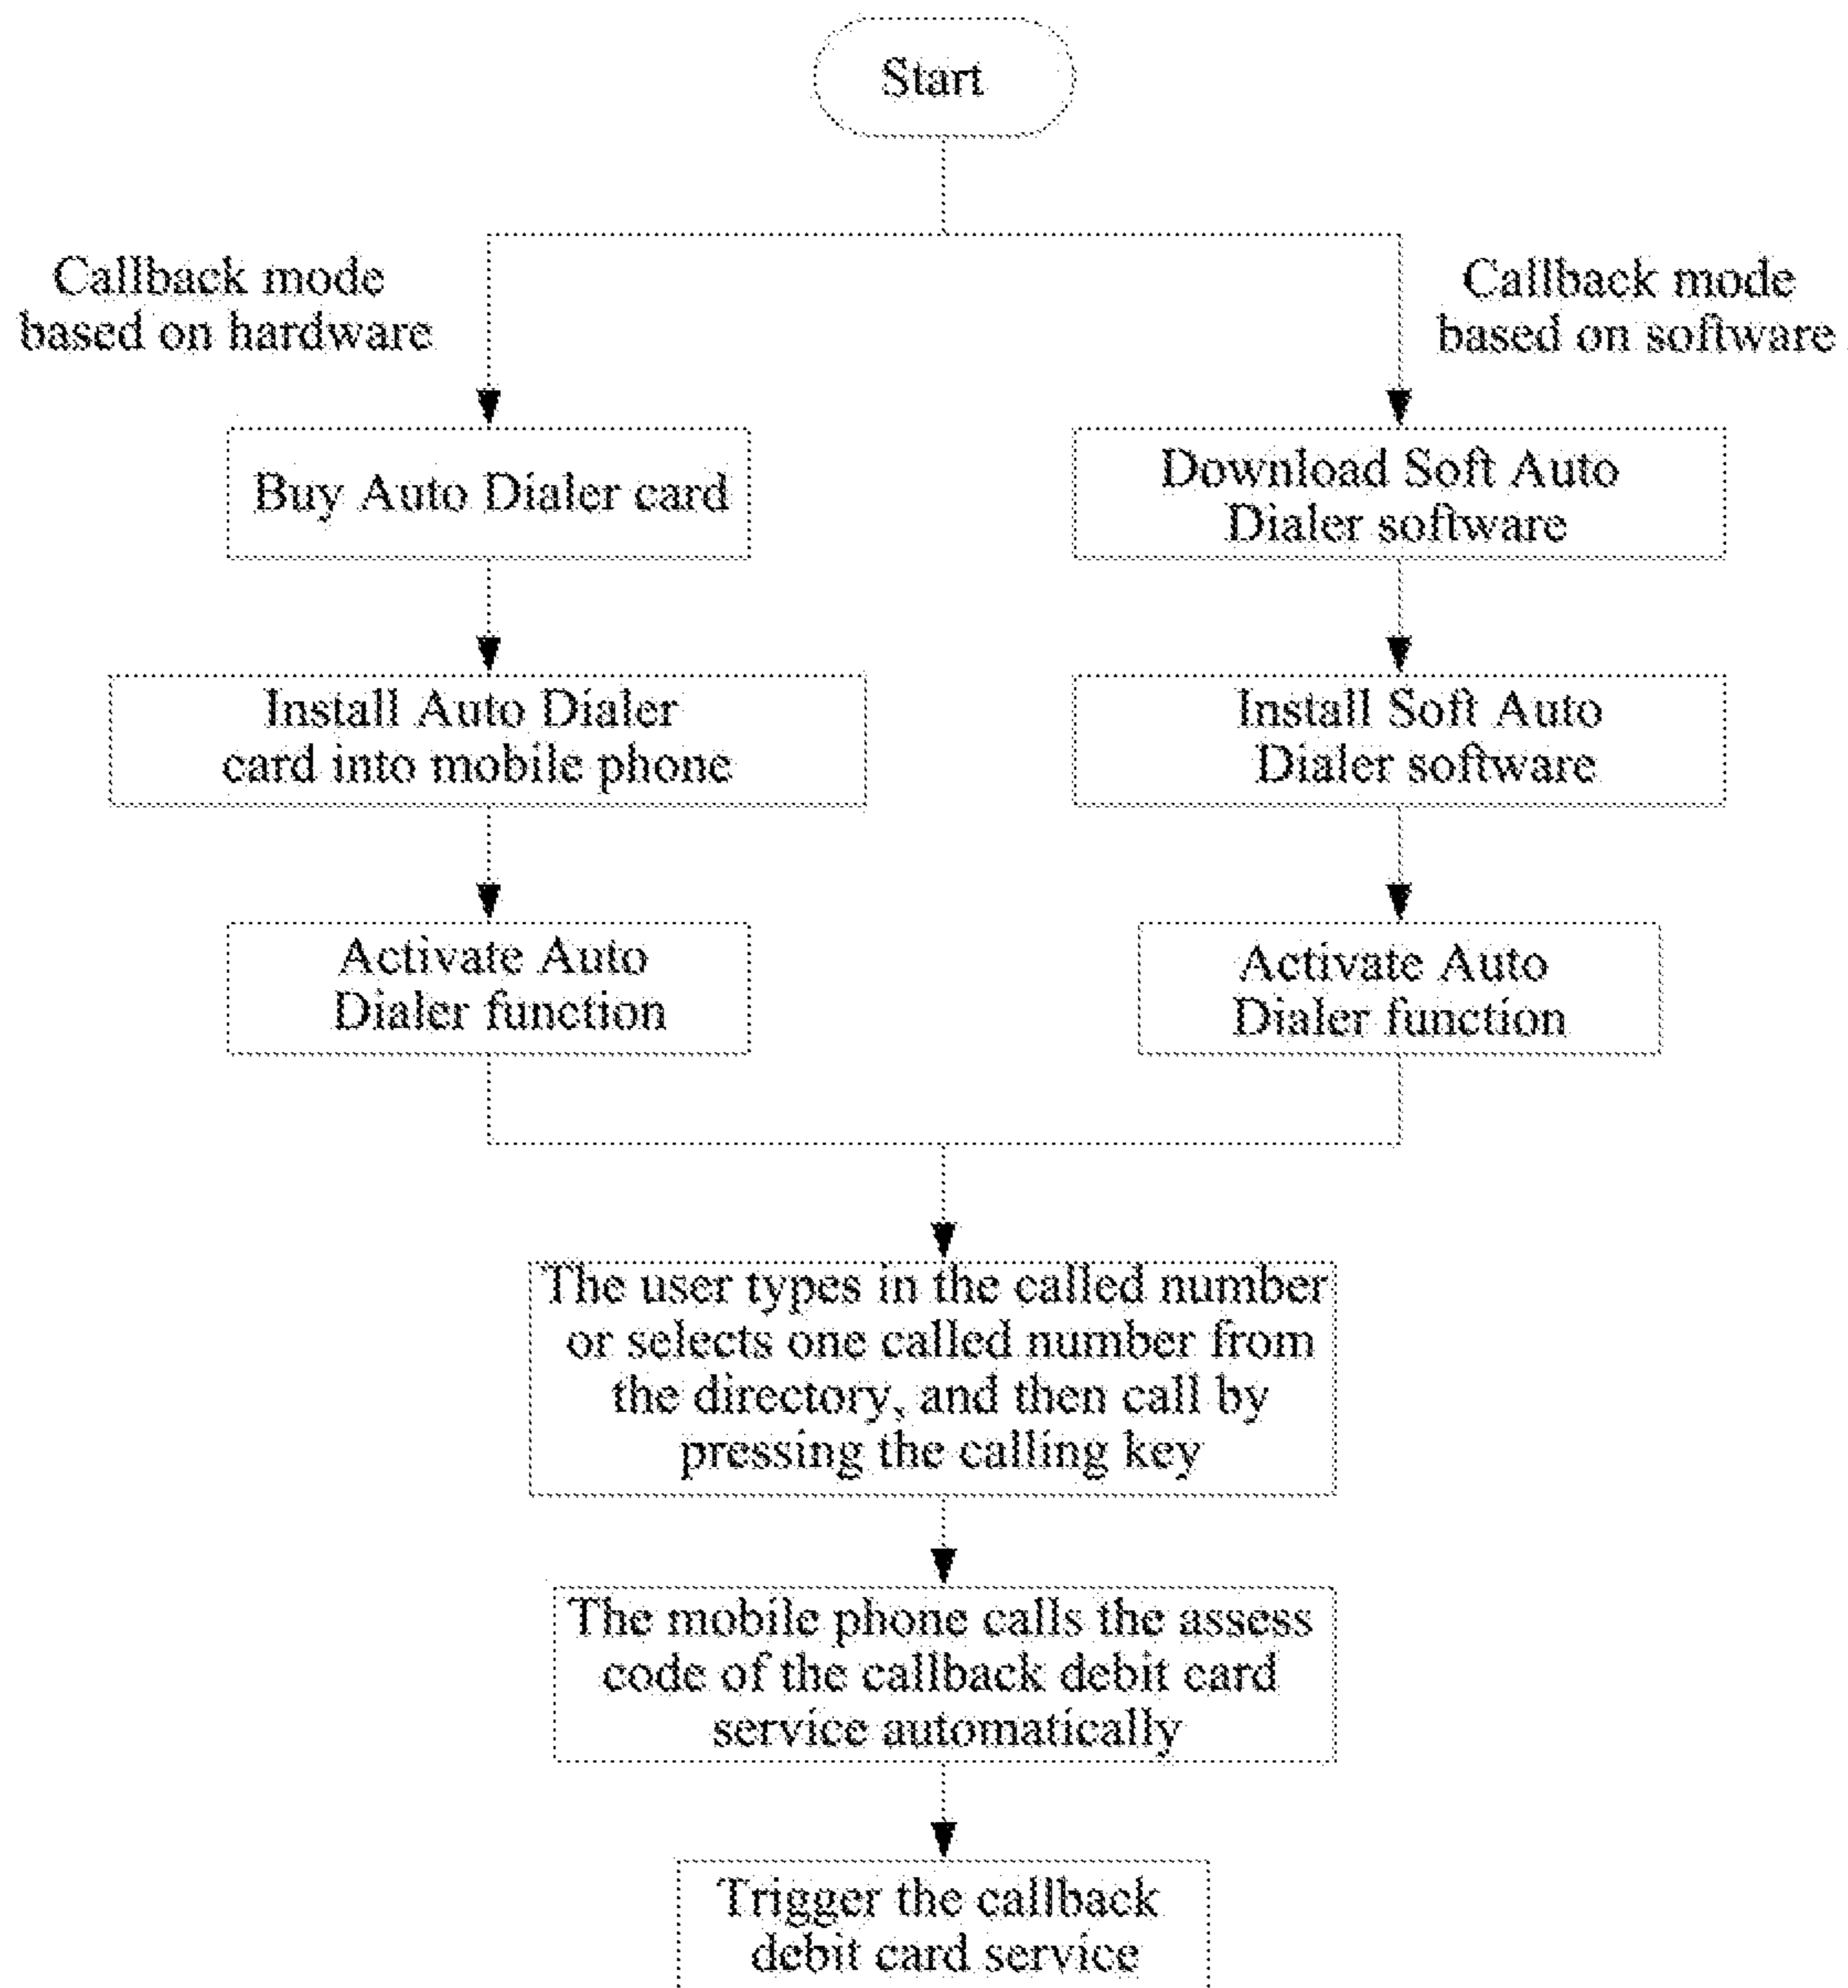 Start
Callback mode
based on hardware
Callback mode
based on software
Buy Auto Dialer card
Download Soft Auto
Dialer software
Install Auto Dialer
card into mobile phone
Install Soft Auto
Dialer software
Activate Auto
Dialer function
Activate Auto
Dialer function
The user types in the called number
or selects one called number from
the directory, and then call by
pressing the calling key
The mobile phone calls the assess
code of the callback debit card
service automatically
Trigger the callback
debit card service